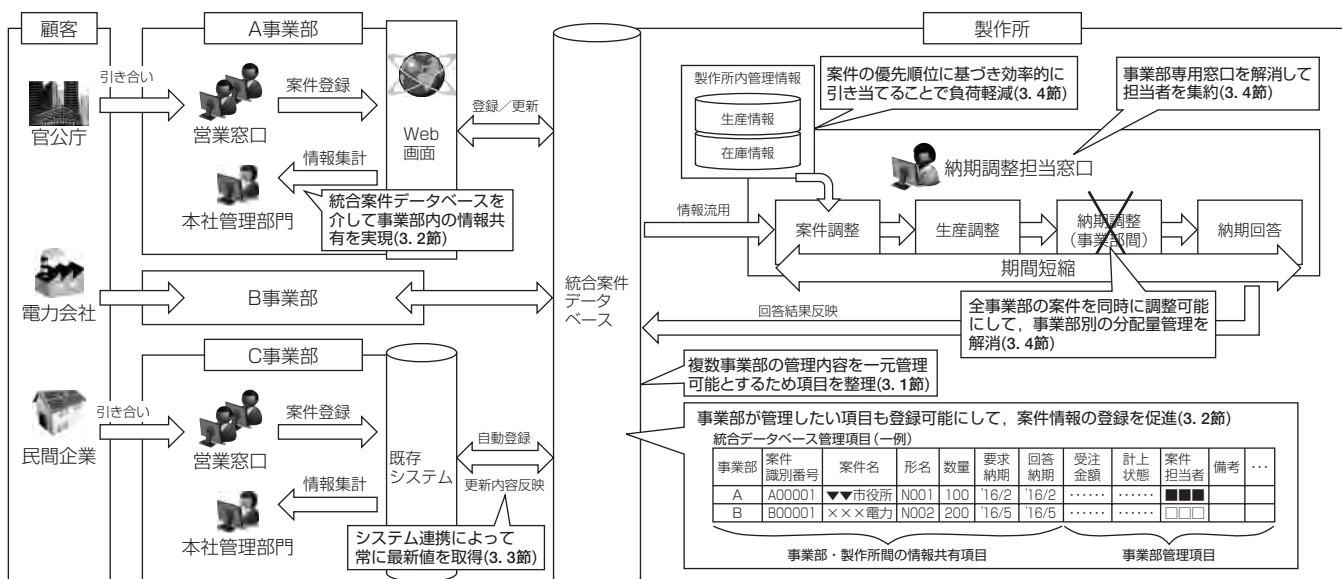 顧客
官公庁
電力会社
民間企業
引き合い
引き合い
A事業部
営業窓口
案件登録
Web
画面
情報集計
本社管理部門
統合案件データベースを
介して事業部内の情報共
有を実現(3.2節)
登録／更新
B事業部
C事業部
営業窓口
案件登録
既存
システム
情報集計
本社管理部門
自動登録
更新内容反映
システム連携によって
常に最新値を取得(3.3節)
統合案件
データ
ベース
製作所
製作所内管理情報
生産情報
在庫情報
案件の優先順位に基づき効率的に
引き当てることで負荷軽減(3.4節)
事業部専用窓口を解消して
担当者を集約(3.4節)
納期調整担当窓口
情報流用
案件調整
生産調整
納期調整
(事業部間)
納期回答
期間短縮
回答結果反映
全事業部の案件を同時に調整可能
にして，事業部別の分配量管理を
解消(3.4節)
複数事業部の管理内容を一元管理
可能とするため項目を整理(3.1節)
事業部が管理したい項目も登録可能にして，案件情報の登録を促進(3.2節)
統合データベース管理項目(一例)
事業部 案件識別番号 案件名 形名 数量 要求納期 回答納期 受注金額 計上状態 案件担当者 備考 …
A A00001 ▼▼市役所 N001 100 '16/2 '16/2 …… …… ■■■
B B00001 ×××電力 N002 200 '16/5 '16/5 …… …… □□□
事業部・製作所間の情報共有項目
事業部管理項目